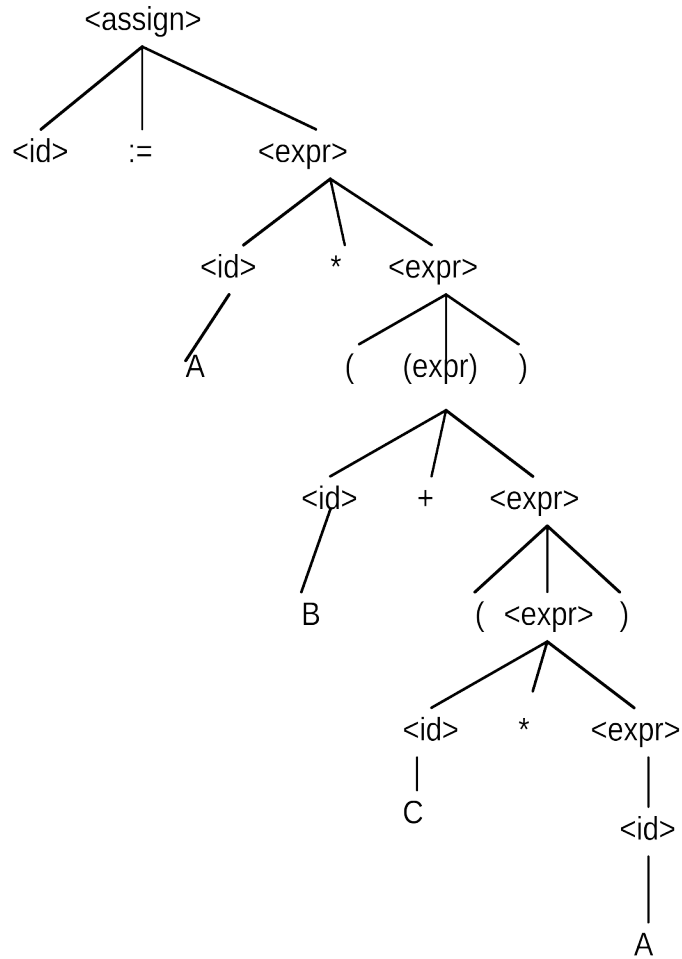 <assign>
<id> := <expr>
<id> * <expr>
A ( (expr) )
<id> + <expr>
B ( <expr> )
<id> * <expr>
C
<id>
A